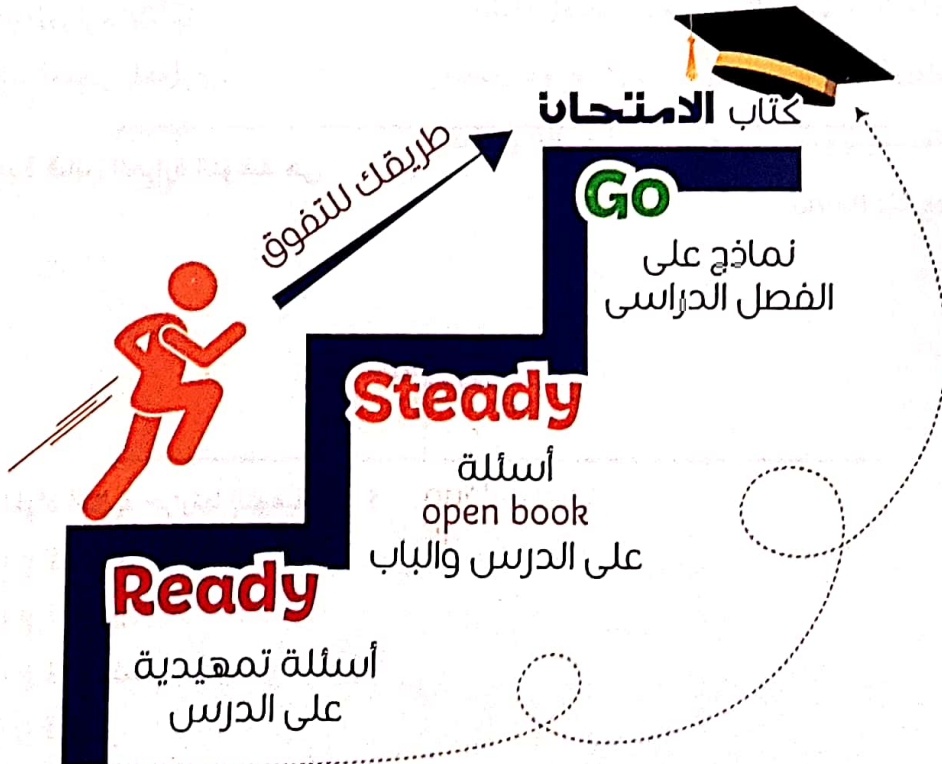 كتاب الامتحان
طريقك للتفوق
Go
نماذج على
الفصل الدراسى
Steady
أسئلة
open book
على الدرس والباب
Ready
أسئلة تمهيدية
على الدرس